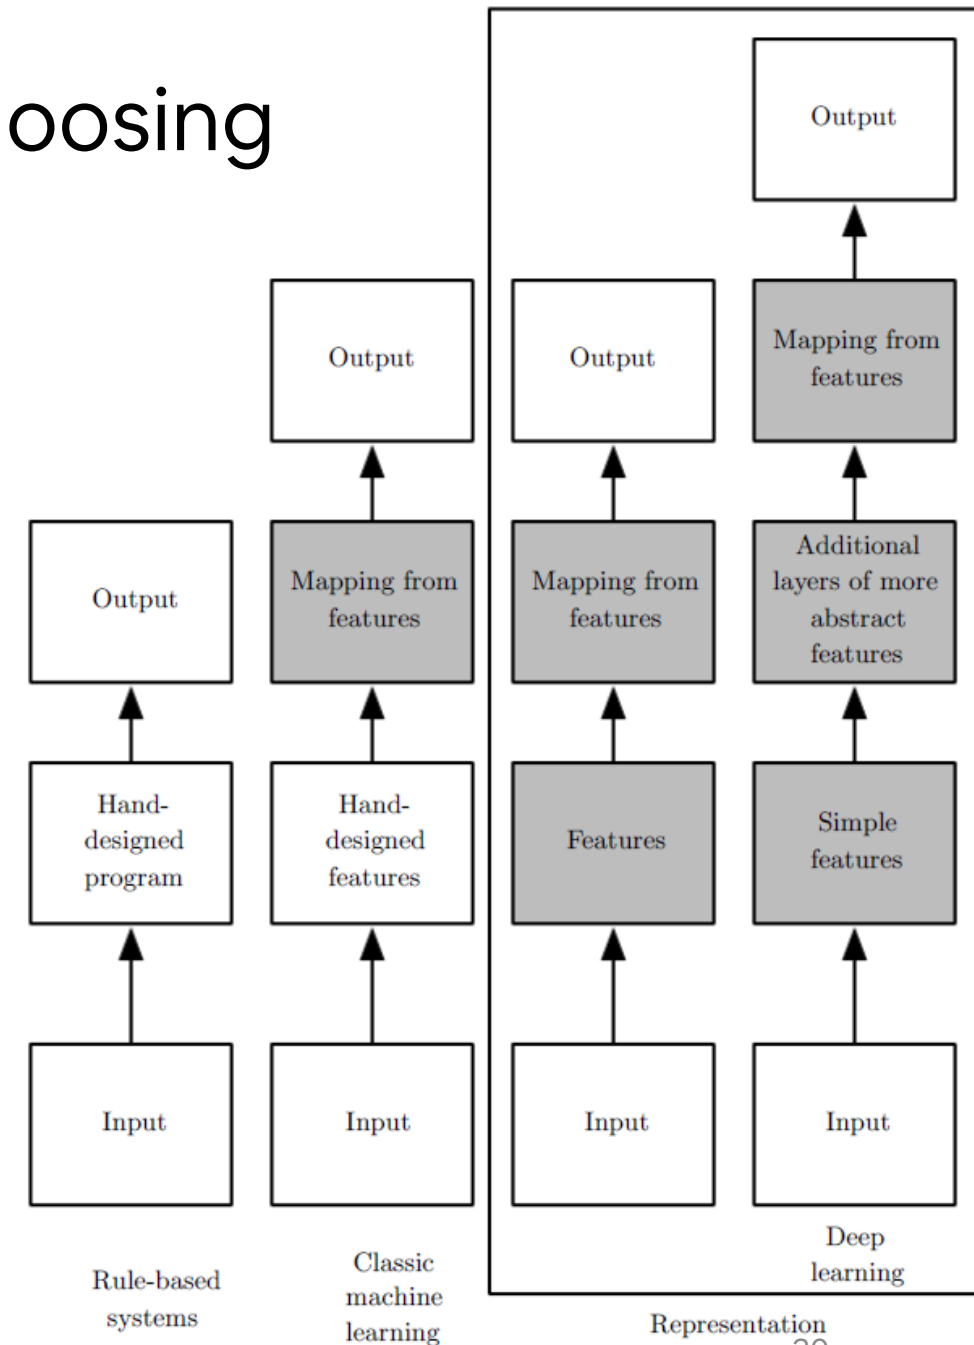 oosing
Output
Mapping from
features
Additional
layers of more
abstract
features
Simple
features
Input
Deep
learning
Output
Mapping from
features
Features
Input
Representation
Output
Mapping from
features
Hand-
designed
features
Input
Classic
machine
learning
Output
Hand-
designed
program
Input
Rule-based
systems